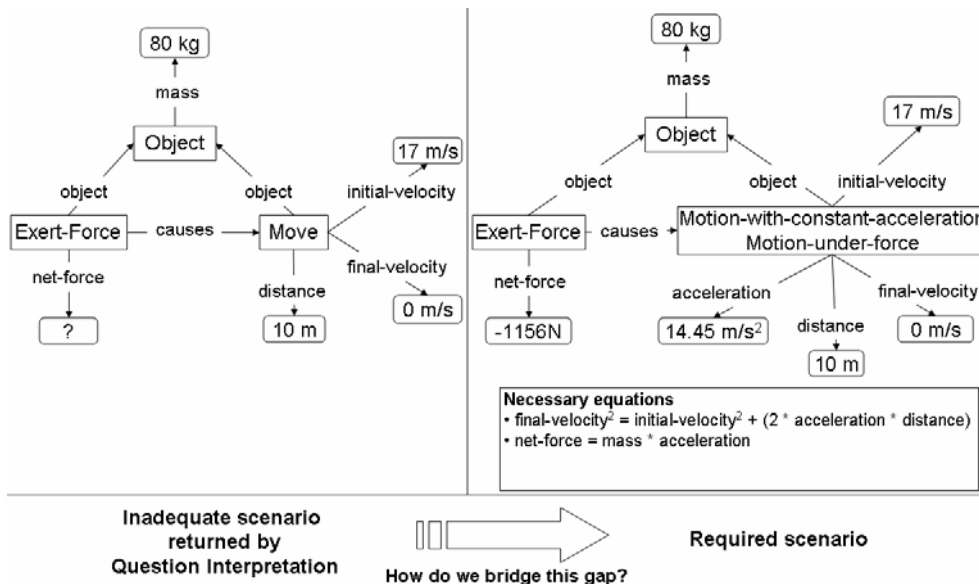 80 kg
mass
Object
17 m/s
object
object
initial-velocity
Exert-Force
causes
Move
net-force
distance
final-velocity
?
10 m
0 m/s
80 kg
mass
Object
17 m/s
object
object
initial-velocity
Exert-Force
causes
Motion-with-constant-acceleration
Motion-under-force
net-force
acceleration
final-velocity
distance
-1156N
14.45 m/s²
0 m/s
10 m
Necessary equations
• final-velocity² = initial-velocity² + (2 * acceleration * distance)
• net-force = mass * acceleration
Inadequate scenario
returned by
Question Interpretation
How do we bridge this gap?
Required scenario